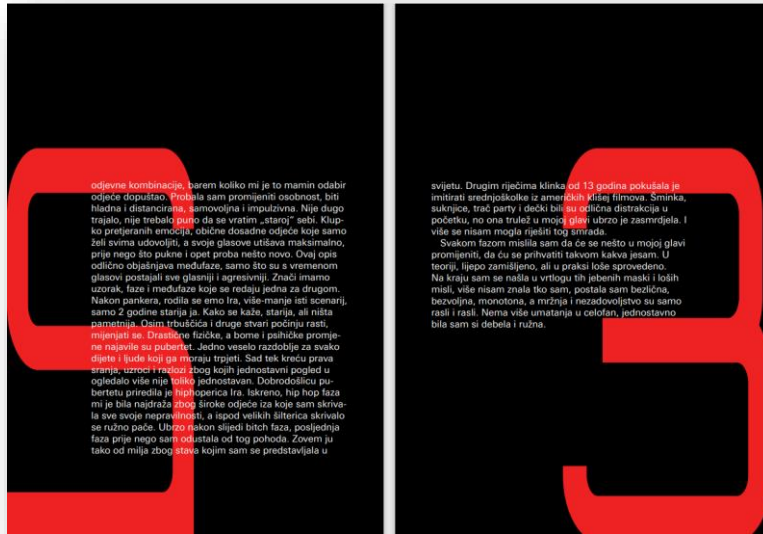 odjevne kombinacije, barem koliko mi je to mamin odabir
odjeće dopuštao. Probala sam promijeniti osobnost, biti
hladna i distancirana, samovoljna i impulzivna. Nije dugo
trajalo, nije trebalo puno da se vratim „staroj" sebi. Klup-
ko pretjeranih emocija, obične dosadne odjeće koje samo
želi svima udovoljiti, a svoje glasove utišava maksimalno,
prije nego što pukne i opet proba nešto novo. Ovaj opis
odlično objašnjava međufaze, samo što su s vremenom
glasovi postajali sve glasniji i agresivniji. Znači imamo
uzorak, faze i međufaze koje se redaju jedna za drugom.
Nakon pankera, rodila se emo Ira, više-manje isti scenarij,
samo 2 godine starija ja. Kako se kaže, starija, ali ništa
pametnija. Osim trbuščića i druge stvari počinju rasti,
mijenjati se. Drastične fizičke, a bome i psihičke promje-
ne najavile su pubertet. Jedno veselo razdoblje za svako
dijete i ljude koji ga moraju trpjeti. Sad tek kreću prava
sranja, uzroci i razlozi zbog kojih jednostavni pogled u
ogledalo više nije toliko jednostavan. Dobrodošlicu pu-
bertetu priredila je hiphoperica Ira. Iskreno, hip hop faza
mi je bila najdraža zbog široke odjeće iza koje sam skriva-
la sve svoje nepravilnosti, a ispod velikih šilterica skrivalo
se ružno pače. Ubrzo nakon slijedi bitch faza, posljednja
faza prije nego sam odustala od tog pohoda. Zovem ju
tako od milja zbog stava kojim sam se predstavljala u
svijetu. Drugim riječima klinka od 13 godina pokušala je
imitirati srednjoškolke iz američkih klišej filmova. Šminka,
suknjice, trač party i dečki bili su odlična distrakcija u
početku, no ona trulež u mojoj glavi ubrzo je zasmrdjela. I
više se nisam mogla riješiti tog smrada.
Svakom fazom mislila sam da će se nešto u mojoj glavi
promijeniti, da ću se prihvatiti takvom kakva jesam. U
teoriji, lijepo zamišljeno, ali u praksi loše sprovedeno.
Na kraju sam se našla u vrtlogu tih jebenih maski i loših
misli, više nisam znala tko sam, postala sam bezlična,
bezvoljna, monotona, a mržnja i nezadovoljstvo su samo
rasli i rasli. Nema više umatanja u celofan, jednostavno
bila sam si debela i ružna.